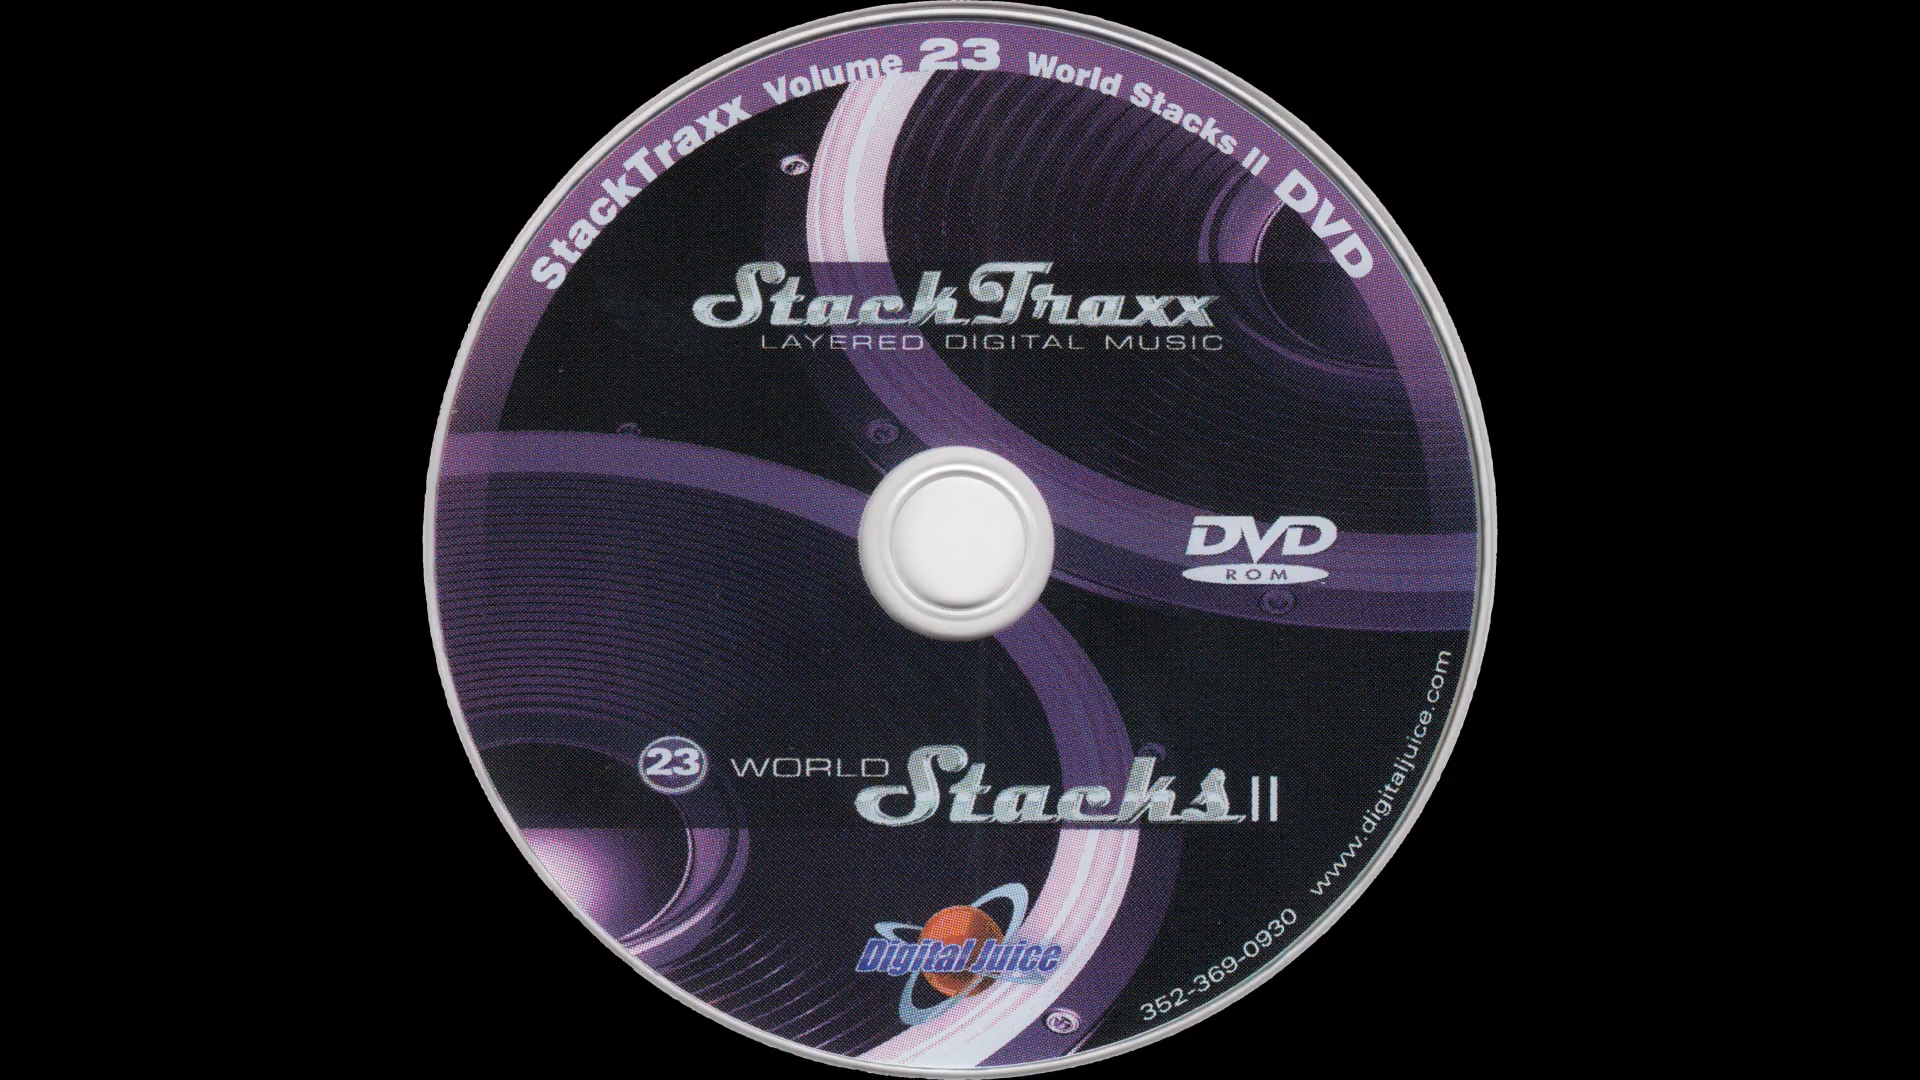 StackTraxx Volume 23 World Stacks II DVD
StackTraxx
LAYERED DIGITAL MUSIC
DVD
ROM
23 WORLD Stacks II
Digital Juice
www.digitaljuice.com
352-369-0930